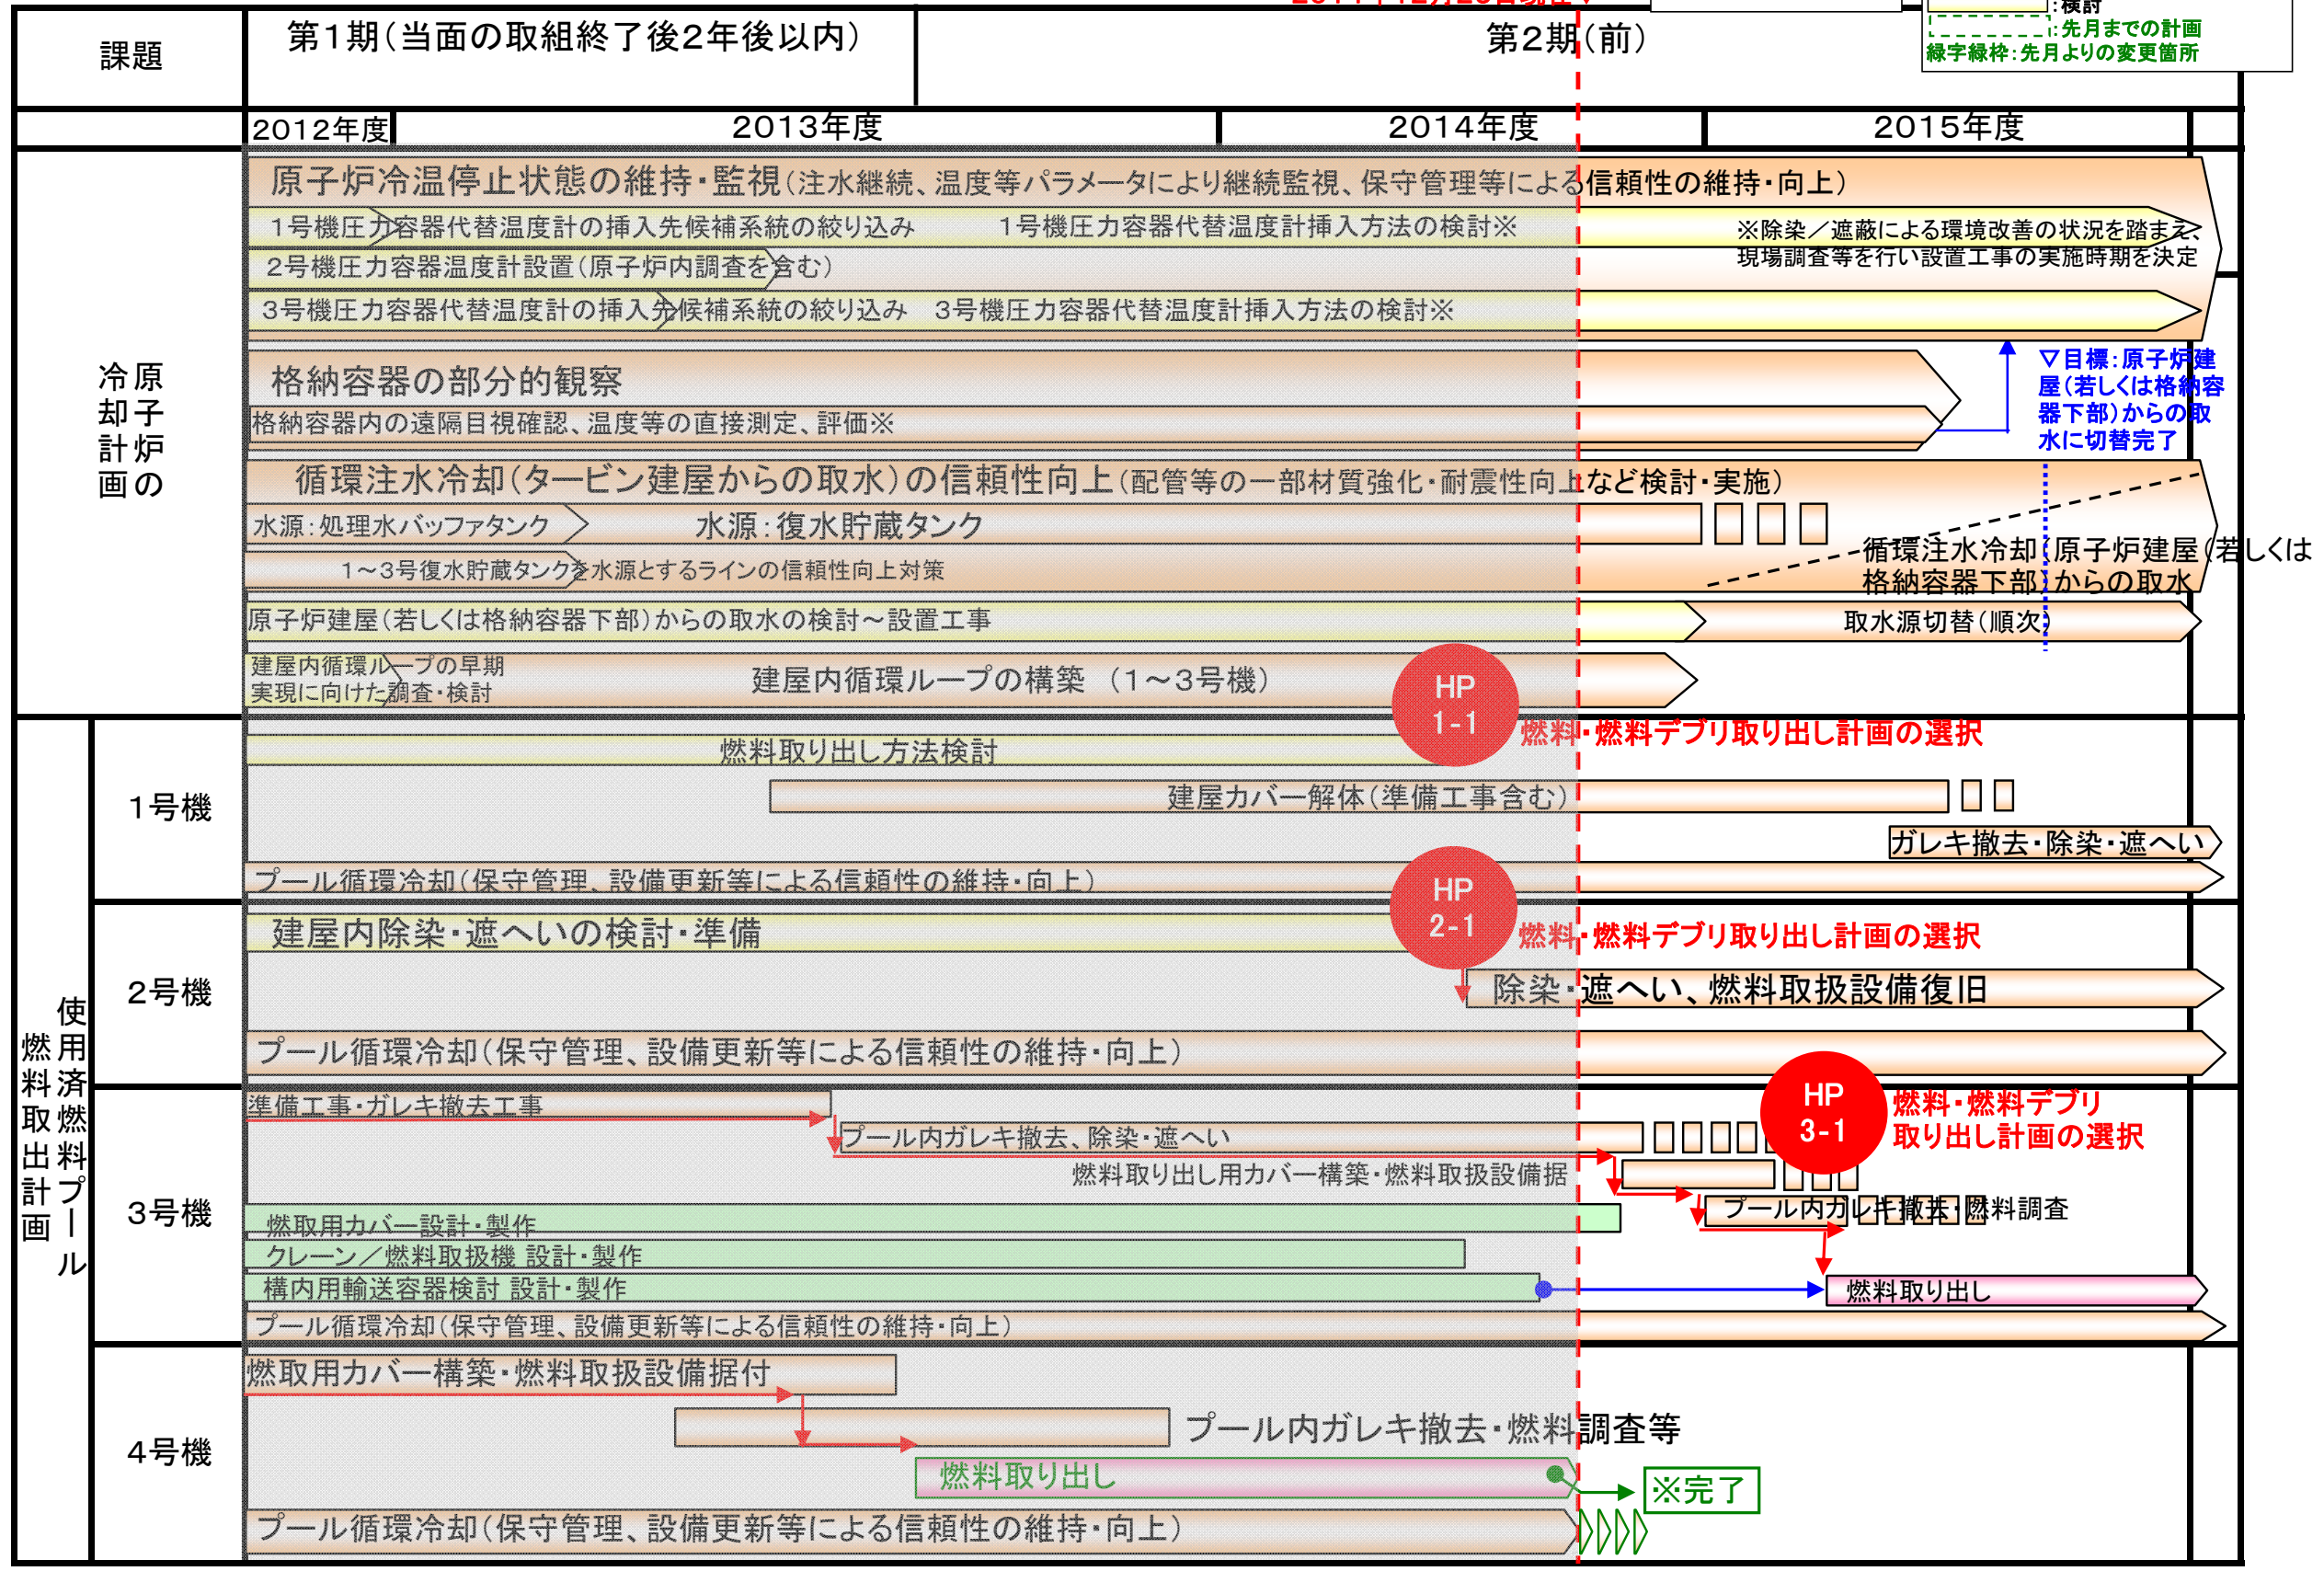 :検討
:先月までの計画
緑字緑枠:先月よりの変更箇所
課題
第1期(当面の取組終了後2年後以内)
第2期(前)
2012年度
2013年度
2014年度
2015年度
原子炉の
冷却計画
原子炉冷温停止状態の維持・監視(注水継続、温度等パラメータにより継続監視、保守管理等による信頼性の維持・向上)
1号機圧力容器代替温度計の挿入先候補系統の絞り込み
1号機圧力容器代替温度計挿入方法の検討※
※除染/遮蔽による環境改善の状況を踏まえ、
現場調査等を行い設置工事の実施時期を決定
2号機圧力容器温度計設置(原子炉内調査を含む)
3号機圧力容器代替温度計の挿入先候補系統の絞り込み
3号機圧力容器代替温度計挿入方法の検討※
格納容器の部分的観察
格納容器内の遠隔目視確認、温度等の直接測定、評価※
▽目標:原子炉建
屋(若しくは格納容
器下部)からの取
水に切替完了
循環注水冷却(タービン建屋からの取水)の信頼性向上(配管等の一部材質強化・耐震性向上など検討・実施)
水源:処理水バッファタンク
水源:復水貯蔵タンク
1~3号復水貯蔵タンクを水源とするラインの信頼性向上対策
循環注水冷却(原子炉建屋(若しくは
格納容器下部)からの取水
原子炉建屋(若しくは格納容器下部)からの取水の検討~設置工事
取水源切替(順次)
建屋内循環ループの早期
実現に向けた調査・検討
建屋内循環ループの構築 (1~3号機)
HP
1-1
燃料・燃料デブリ取り出し計画の選択
使用済燃料プール
燃料取出計画
1号機
燃料取り出し方法検討
建屋カバー解体(準備工事含む)
ガレキ撤去・除染・遮へい
プール循環冷却(保守管理、設備更新等による信頼性の維持・向上)
2号機
建屋内除染・遮へいの検討・準備
HP
2-1
燃料・燃料デブリ取り出し計画の選択
除染・遮へい、燃料取扱設備復旧
プール循環冷却(保守管理、設備更新等による信頼性の維持・向上)
3号機
準備工事・ガレキ撤去工事
プール内ガレキ撤去、除染・遮へい
HP
3-1
燃料・燃料デブリ
取り出し計画の選択
燃料取り出し用カバー構築・燃料取扱設備据
プール内ガレキ撤去・燃料調査
燃取用カバー設計・製作
クレーン/燃料取扱機 設計・製作
構内用輸送容器検討 設計・製作
燃料取り出し
プール循環冷却(保守管理、設備更新等による信頼性の維持・向上)
4号機
燃取用カバー構築・燃料取扱設備据付
プール内ガレキ撤去・燃料調査等
燃料取り出し
※完了
プール循環冷却(保守管理、設備更新等による信頼性の維持・向上)